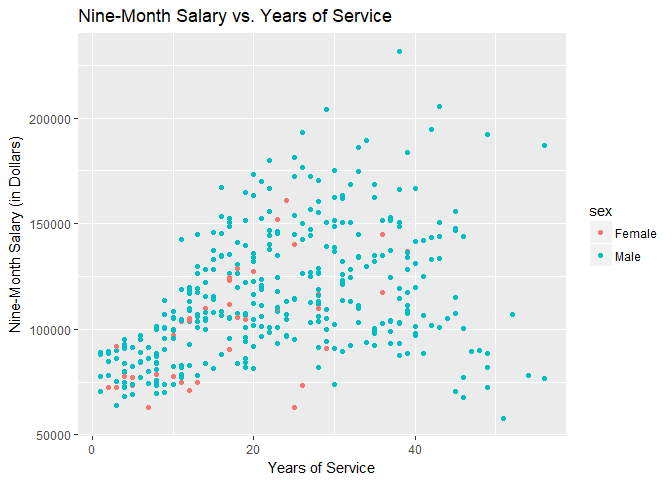 Nine-Month Salary vs. Years of Service
Nine-Month Salary (in Dollars)
200000
150000
100000
50000
0
20
40
Years of Service
sex
Female
Male